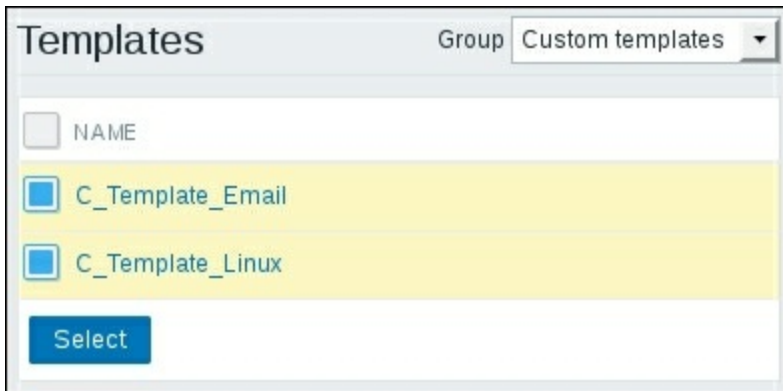 Templates
Group Custom templates
NAME
C_Template_Email
C_Template_Linux
Select